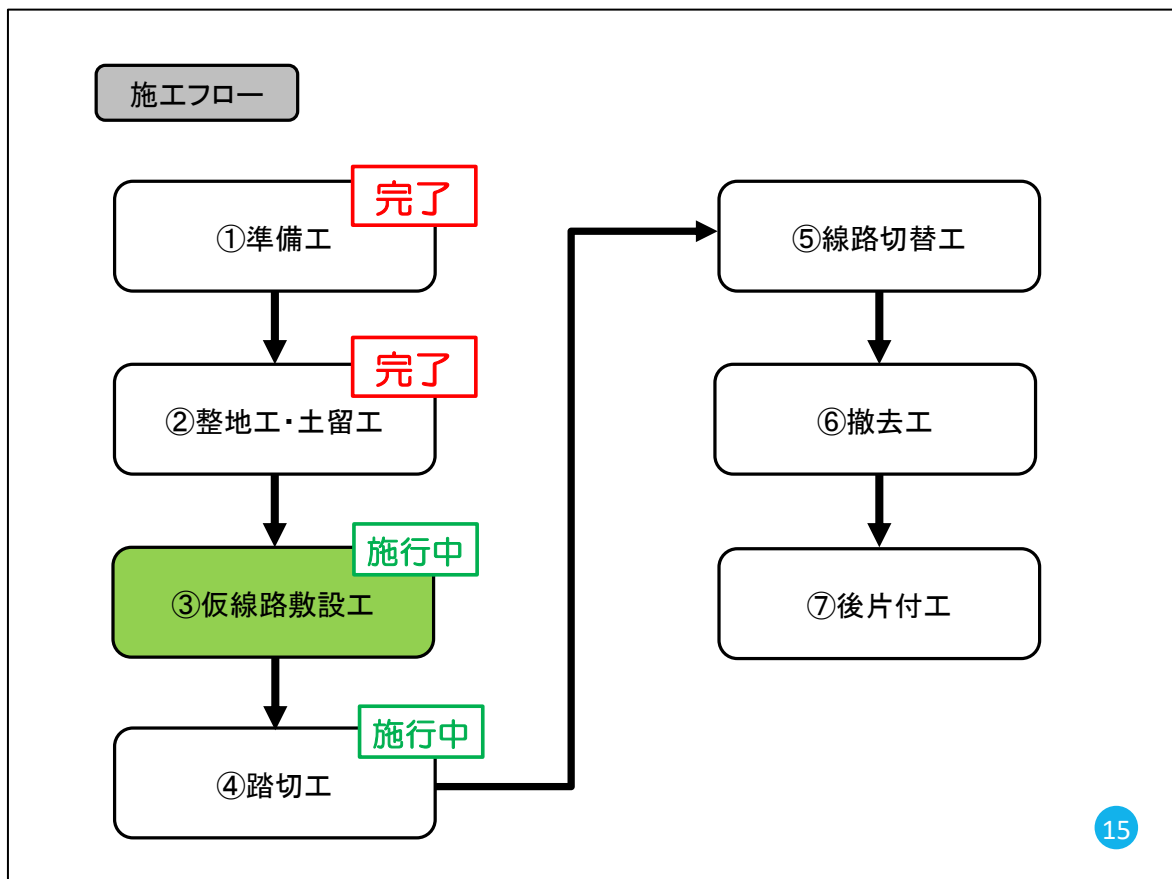 施工フロー
完了
①準備工
完了
②整地工・土留工
施行中
③仮線路敷設工
施行中
④踏切工
⑤線路切替工
⑥撤去工
⑦後片付工
15